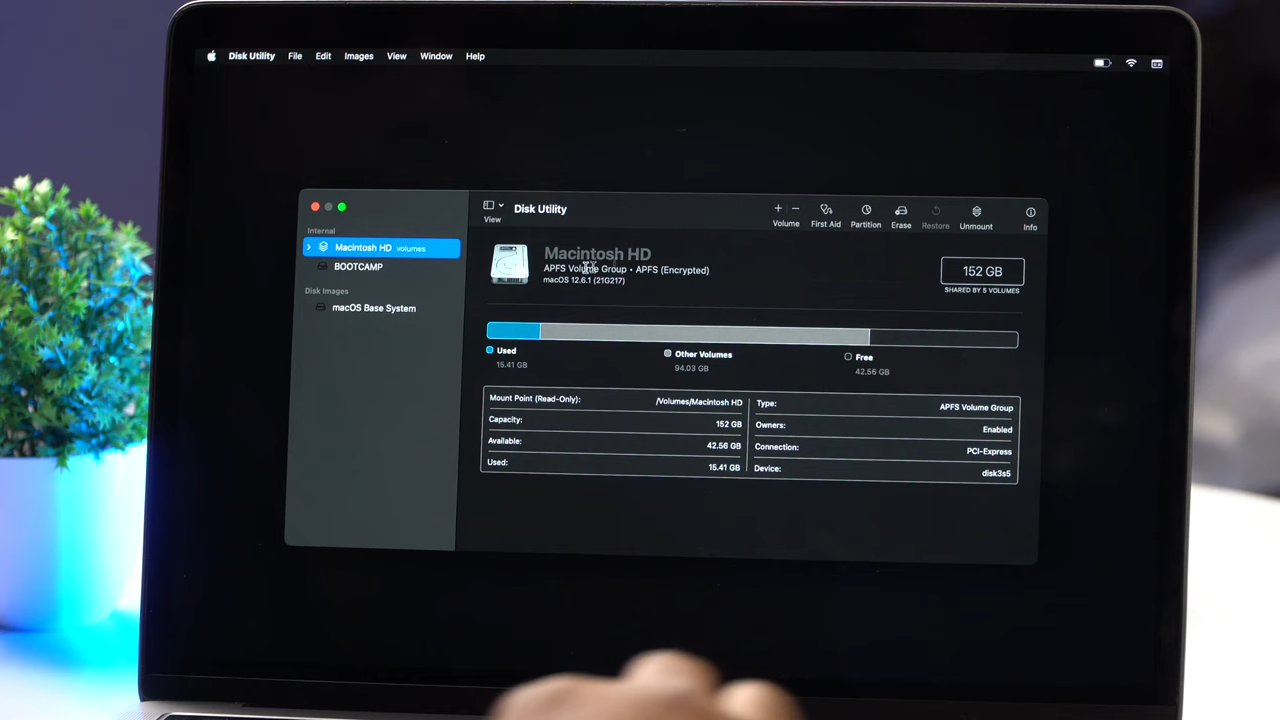 Disk Utility File Edit Images View Window Help
Disk Utility
View
Volume First Aid Partition Erase Restore Unmount Info
Internal
Macintosh HD volumes
BOOTCAMP
Disk Images
macOS Base System
Macintosh HD
APFS Volume Group • APFS (Encrypted)
macOS 12.6.1 (21G217)
152 GB
SHARED BY 5 VOLUMES
Used
15.41 GB
Other Volumes
94.03 GB
Free
42.56 GB
Mount Point (Read-Only): /Volumes/Macintosh HD
Capacity: 152 GB
Available: 42.56 GB
Used: 15.41 GB
Type: APFS Volume Group
Owners: Enabled
Connection: PCI-Express
Device: disk3s5